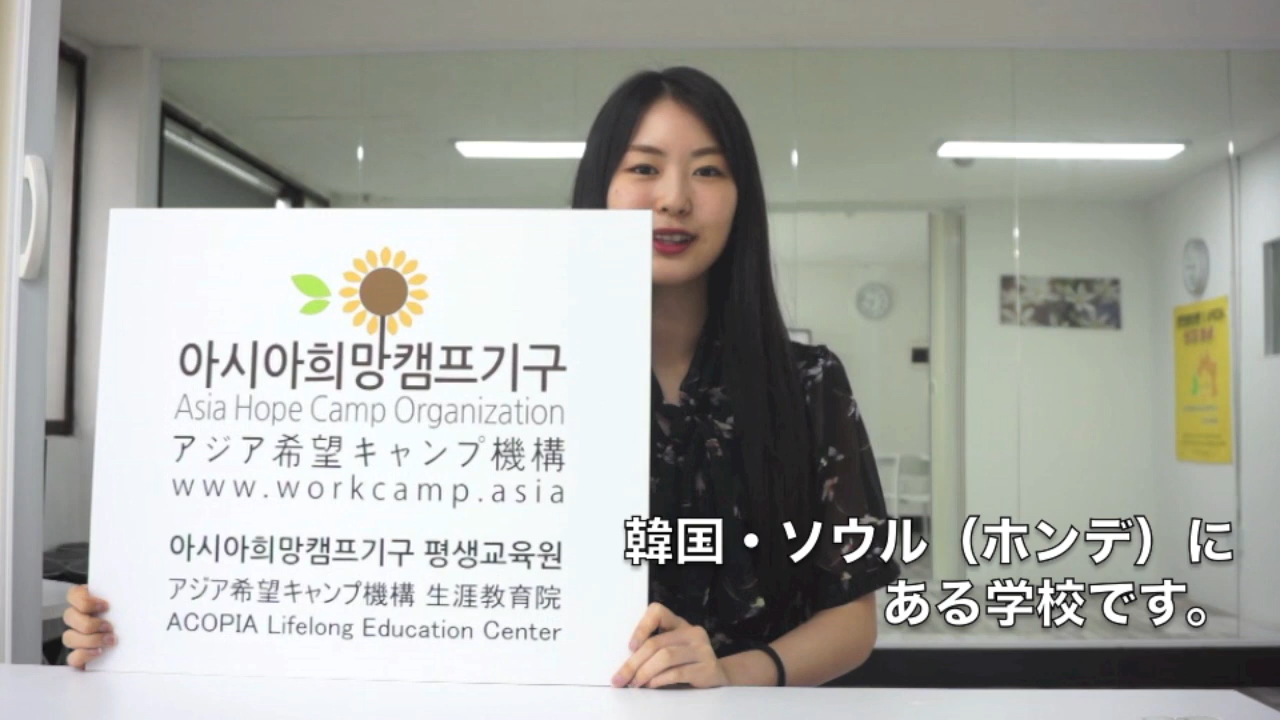 아시아희망캠프기구
Asia Hope Camp Organization
アジア希望キャンプ機構
www.workcamp.asia
아시아희망캠프기구 평생교육원
アジア希望キャンプ機構 生涯教育院
ACOPIA Lifelong Education Center
韓国・ソウル（ホンデ）に
ある学校です。